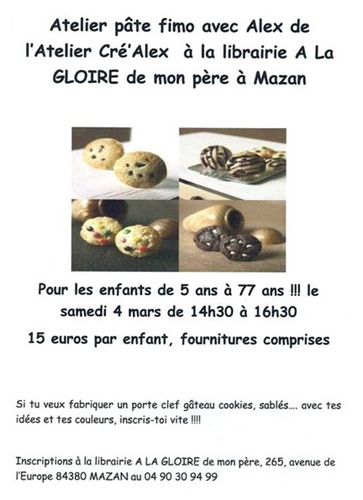 Atelier pâte fimo avec Alex de
l'Atelier Cré'Alex à la librairie A La
GLOIRE de mon père à Mazan
Pour les enfants de 5 ans à 77 ans !!! le
samedi 4 mars de 14h30 à 16h30
15 euros par enfant, fournitures comprises
Si tu veux fabriquer un porte clef gâteau cookies, sablés.... avec tes
idées et tes couleurs, inscris-toi vite !!!!
Inscriptions à la librairie A LA GLOIRE de mon père, 265, avenue de
l'Europe 84380 MAZAN au 04 90 30 94 99